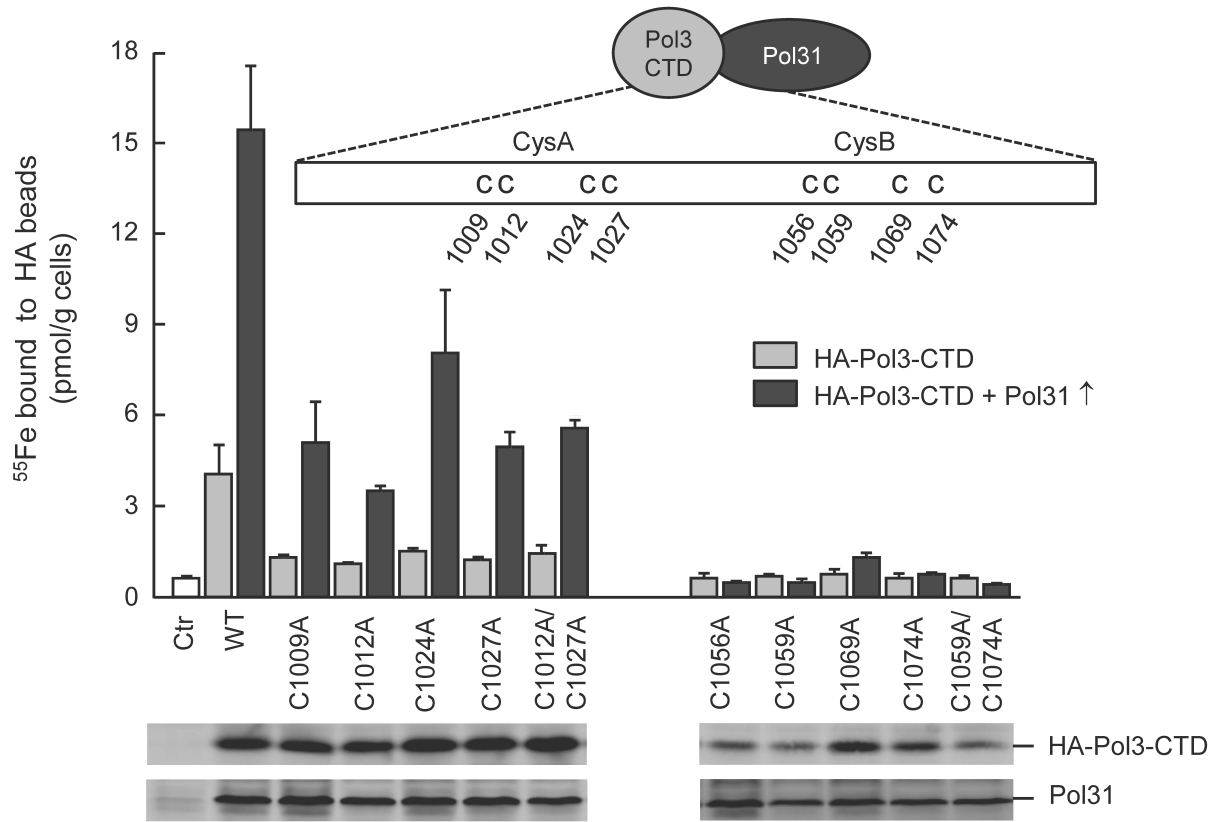 18
15
12
9
6
3
0
⁵⁵Fe bound to HA beads
(pmol/g cells)
Pol3
CTD
Pol31
CysA
CysB
C C C C C C C C
1009 1012 1024 1027 1056 1059 1069 1074
HA-Pol3-CTD
HA-Pol3-CTD + Pol31 ↑
Ctr
WT
C1009A
C1012A
C1024A
C1027A
C1012A/
C1027A
C1056A
C1059A
C1069A
C1074A
C1059A/
C1074A
HA-Pol3-CTD
Pol31